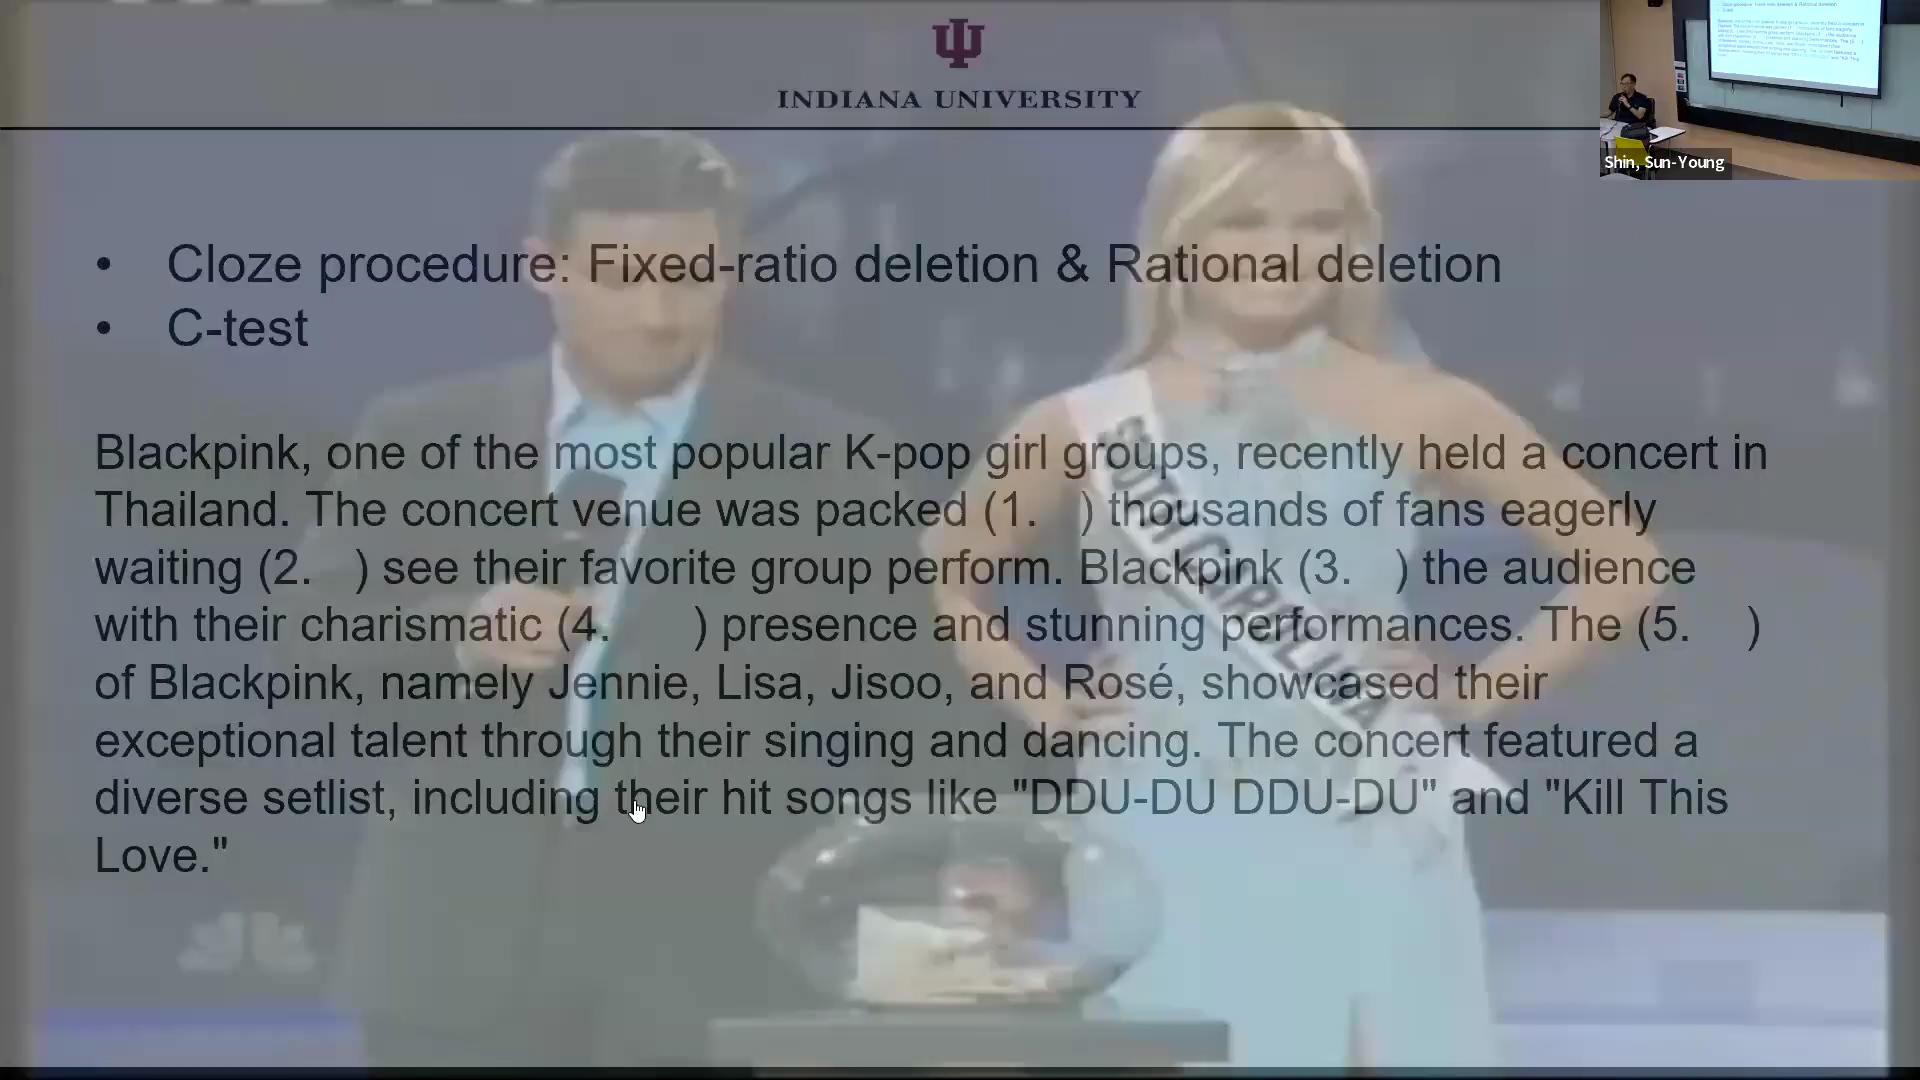 INDIANA UNIVERSITY
Shin, Sun-Young
• Cloze procedure: Fixed-ratio deletion & Rational deletion
• C-test
Blackpink, one of the most popular K-pop girl groups, recently held a concert in
Thailand. The concert venue was packed (1. ) thousands of fans eagerly
waiting (2. ) see their favorite group perform. Blackpink (3. ) the audience
with their charismatic (4. ) presence and stunning performances. The (5. )
of Blackpink, namely Jennie, Lisa, Jisoo, and Rosé, showcased their
exceptional talent through their singing and dancing. The concert featured a
diverse setlist, including their hit songs like "DDU-DU DDU-DU" and "Kill This
Love."
SOUTH CAROLINA